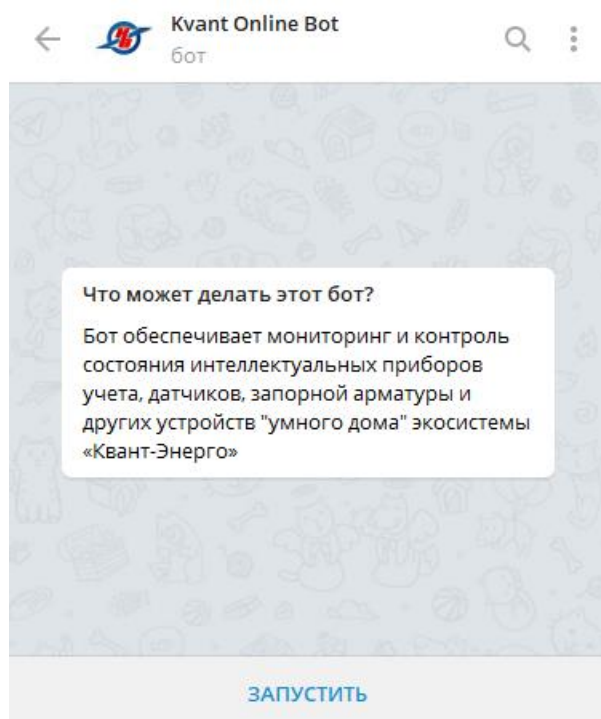 Kvant Online Bot
бот
Что может делать этот бот?
Бот обеспечивает мониторинг и контроль
состояния интеллектуальных приборов
учета, датчиков, запорной арматуры и
других устройств "умного дома" экосистемы
«Квант-Энерго»
ЗАПУСТИТЬ